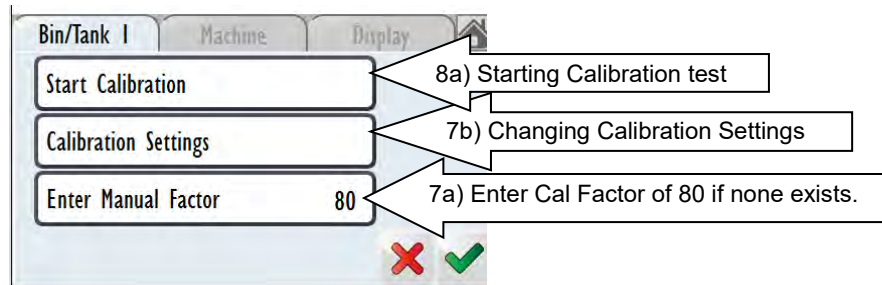 Bin/Tank 1 Machine Display
Start Calibration
8a) Starting Calibration test
Calibration Settings
7b) Changing Calibration Settings
Enter Manual Factor 80
7a) Enter Cal Factor of 80 if none exists.